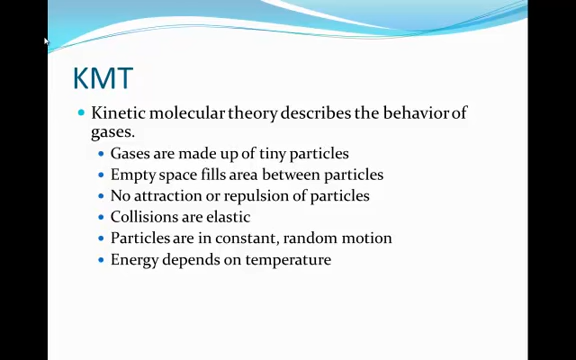 KMT
Kinetic molecular theory describes the behavior of
gases.
Gases are made up of tiny particles
Empty space fills area between particles
No attraction or repulsion of particles
Collisions are elastic
Particles are in constant, random motion
Energy depends on temperature